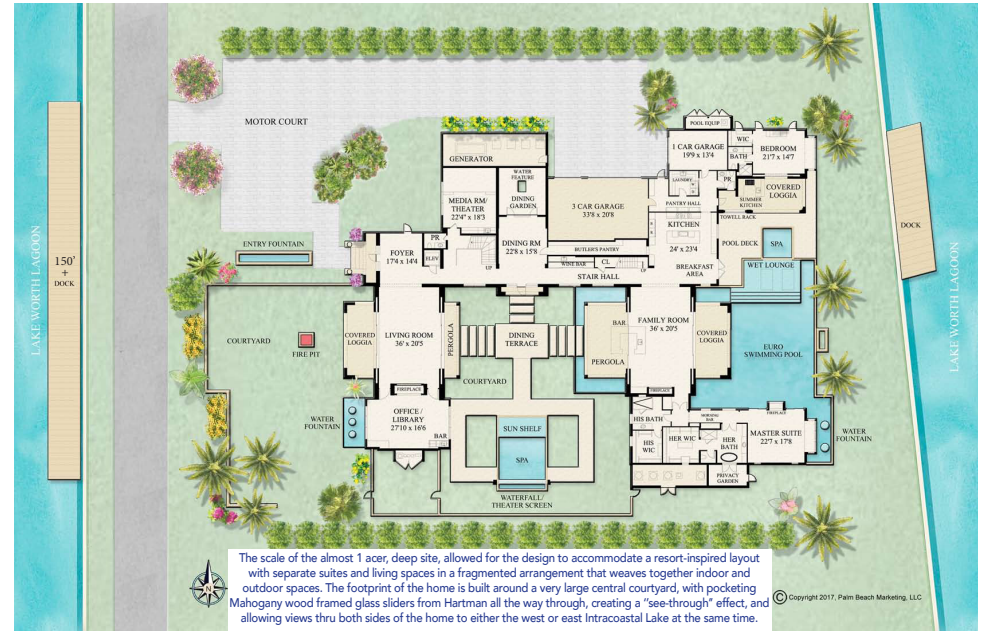 MOTOR COURT
POOL EQUIP
1 CAR GARAGE
19'9 x 13'4
WIC
BATH
BEDROOM
21'7 x 14'7
GENERATOR
WATER
FEATURE
DINING
GARDEN
MEDIA RM/
THEATER
22'4" x 18'3
3 CAR GARAGE
33'8 x 20'8
LAUNDRY
PR
PANTRY HALL
SUMMER
KITCHEN
COVERED
LOGGIA
TOWELL RACK
KITCHEN
24' x 23'4
BREAKFAST
AREA
POOL DECK
SPA
WET LOUNGE
DOCK
LAKE WORTH LAGOON
150'
+
DOCK
ENTRY FOUNTAIN
FOYER
17'4 x 14'4
PR
ELEV
UP
DINING RM
22'8 x 15'8
BUTLER'S PANTRY
WINE BAR
CL
UP
STAIR HALL
COURTYARD
FIRE PIT
COVERED
LOGGIA
LIVING ROOM
36' x 20'5
PERGOLA
DINING
TERRACE
COURTYARD
BAR
PERGOLA
FAMILY ROOM
36' x 20'5
COVERED
LOGGIA
EURO
SWIMMING POOL
LAKE WORTH LAGOON
FIREPLACE
OFFICE /
LIBRARY
27'10 x 16'6
BAR
WATER
FOUNTAIN
SUN SHELF
SPA
WATERFALL/
THEATER SCREEN
FIREPLACE
HIS BATH
HIS
WIC
HER WIC
MORNING
BAR
HER
BATH
PRIVACY
GARDEN
FIREPLACE
MASTER SUITE
22'7 x 17'8
WATER
FOUNTAIN
N
The scale of the almost 1 acer, deep site, allowed for the design to accommodate a resort-inspired layout
with separate suites and living spaces in a fragmented arrangement that weaves together indoor and
outdoor spaces. The footprint of the home is built around a very large central courtyard, with pocketing
Mahogany wood framed glass sliders from Hartman all the way through, creating a "see-through" effect, and
allowing views thru both sides of the home to either the west or east Intracoastal Lake at the same time.
© Copyright 2017, Palm Beach Marketing, LLC